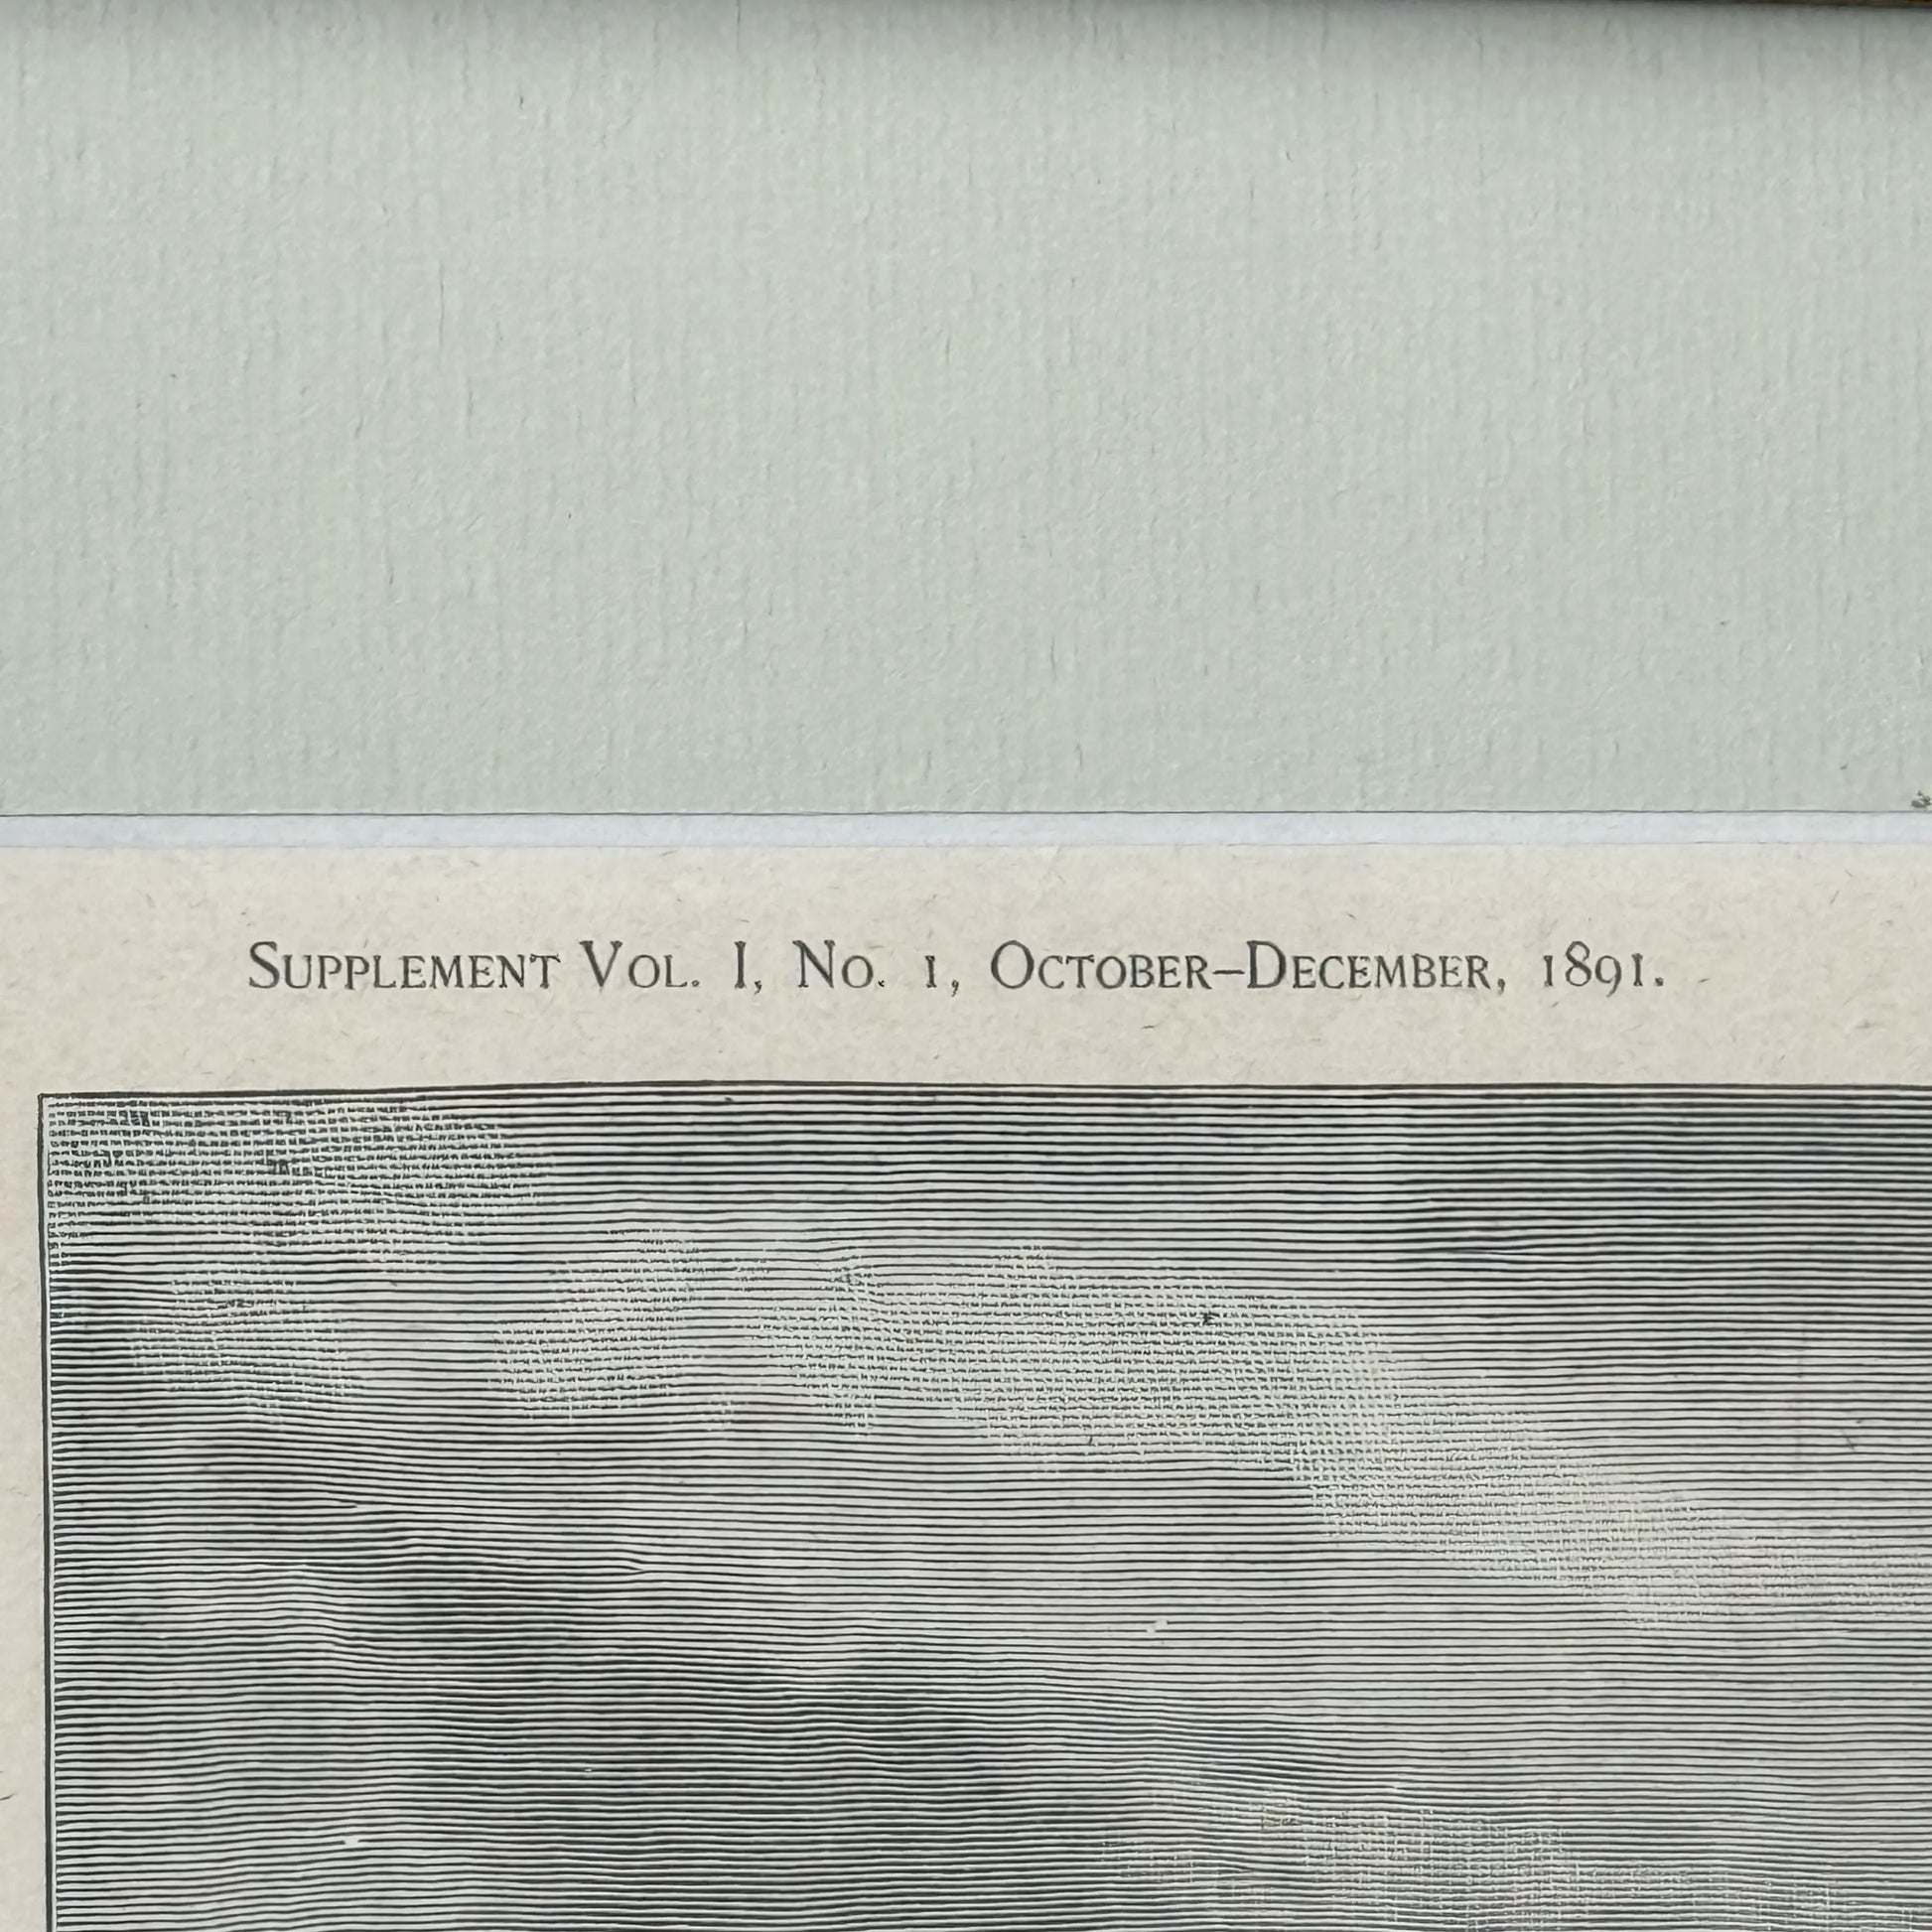 Supplement Vol. I, No. 1, October–December, 1891.